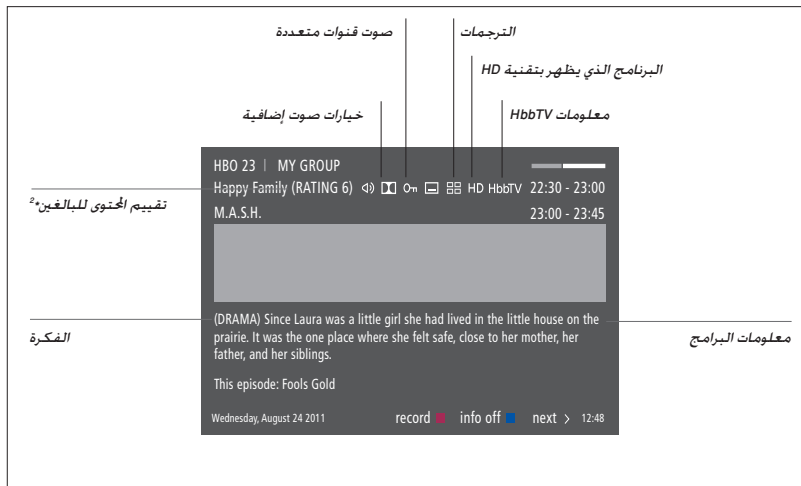 صوت قنوات متعددة
الترجمات
البرنامج الذي يظهر بتقنية HD
خيارات صوت إضافية
معلومات HbbTV
HBO 23 | MY GROUP
Happy Family (RATING 6) HD HbbTV 22:30 - 23:00
تقييم المحتوى للبالغين*2
M.A.S.H. 23:00 - 23:45
(DRAMA) Since Laura was a little girl she had lived in the little house on the
prairie. It was the one place where she felt safe, close to her mother, her
father, and her siblings.
الفكرة
معلومات البرامج
This episode: Fools Gold
Wednesday, August 24 2011 record info off next > 12:48